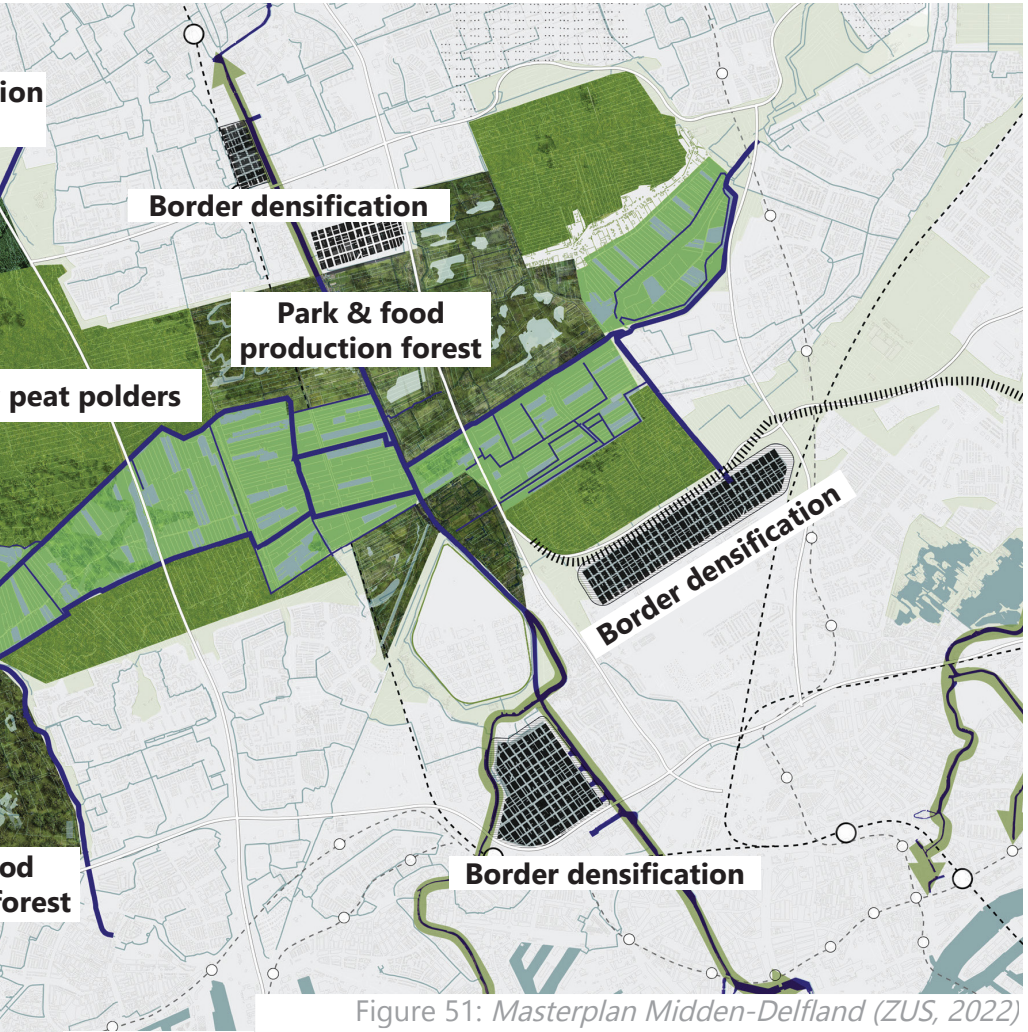 ion
Border densification
Park & food
production forest
peat polders
Border densification
od
forest
Border densification
Figure 51: Masterplan Midden-Delfland (ZUS, 2022)